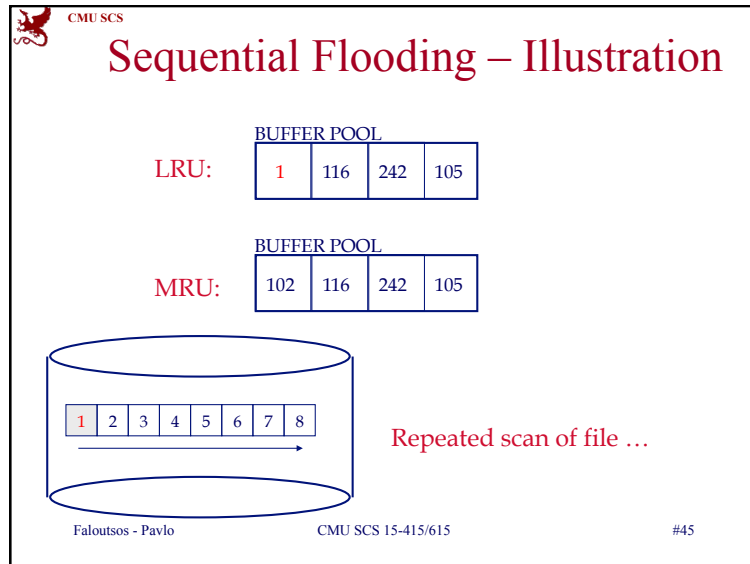 CMU SCS
Sequential Flooding – Illustration
BUFFER POOL
LRU: 1 116 242 105
BUFFER POOL
MRU: 102 116 242 105
1 2 3 4 5 6 7 8
Repeated scan of file …
Faloutsos - Pavlo CMU SCS 15-415/615 #45